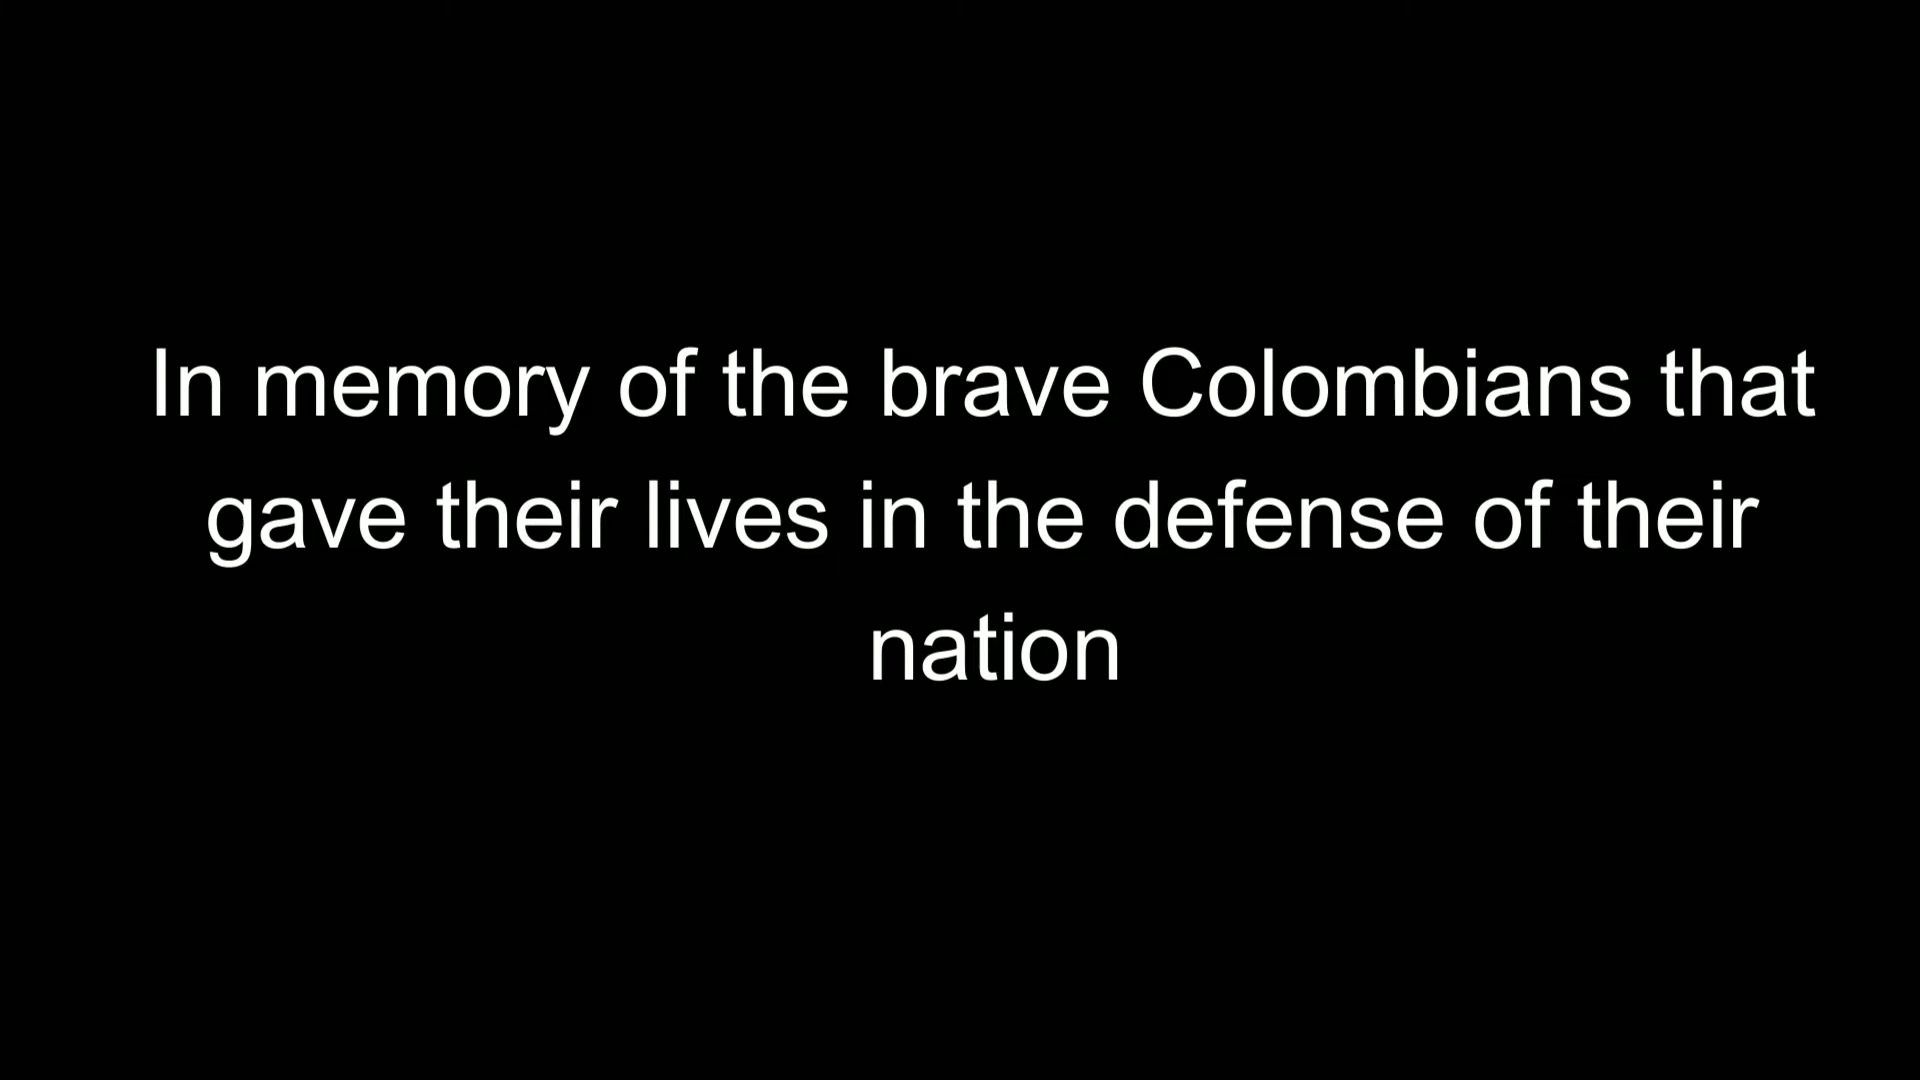 In memory of the brave Colombians that
gave their lives in the defense of their
nation